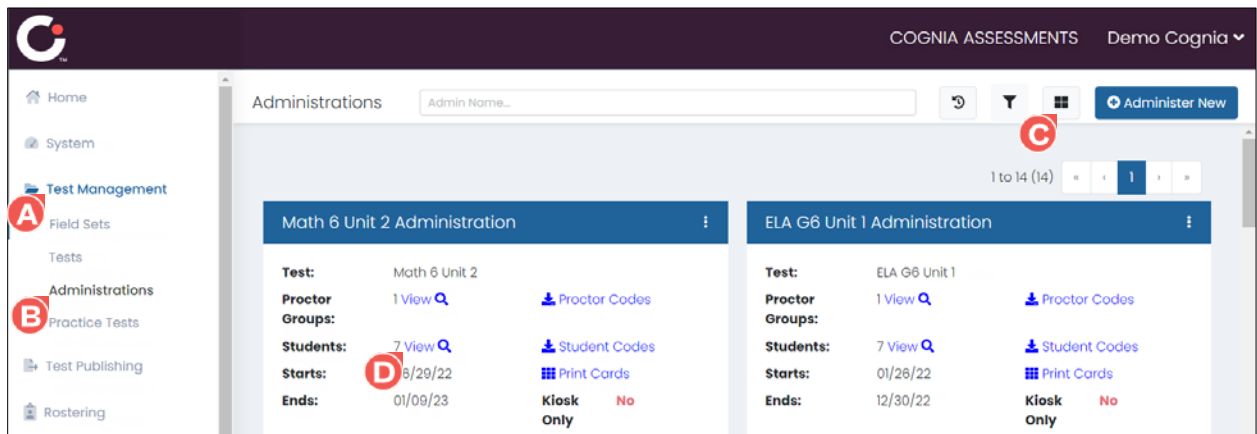 COGNIA ASSESSMENTS Demo Cognia
TM
Home
Administrations Admin Name... Administer New
System
C
1 to 14 (14) « ‹ 1 › »
Test Management
A
Field Sets
Tests
Administrations
B
Practice Tests
Test Publishing
Rostering
Math 6 Unit 2 Administration
Test: Math 6 Unit 2
Proctor Groups: 1 View Proctor Codes
Students: 7 View Student Codes
D
Starts: 6/29/22 Print Cards
Ends: 01/09/23 Kiosk Only No
ELA G6 Unit 1 Administration
Test: ELA G6 Unit 1
Proctor Groups: 1 View Proctor Codes
Students: 7 View Student Codes
Starts: 01/26/22 Print Cards
Ends: 12/30/22 Kiosk Only No